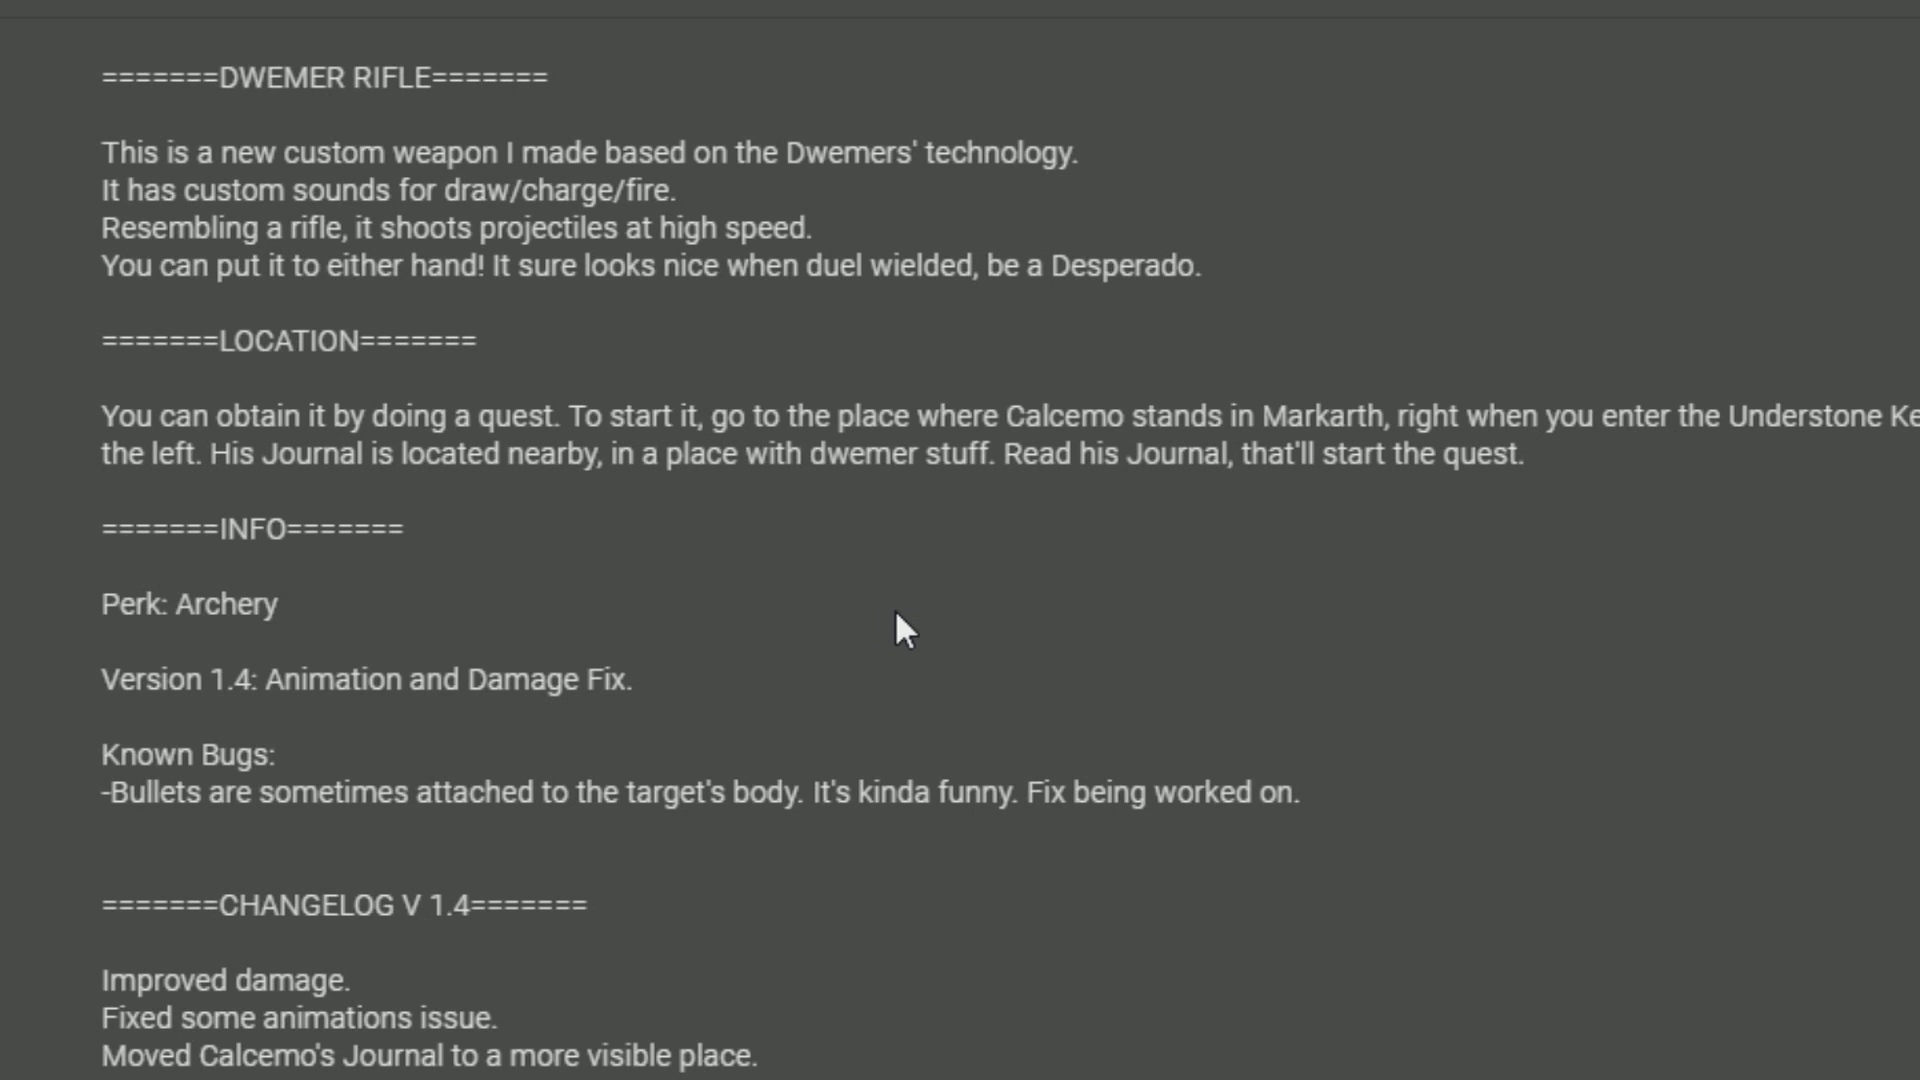 =======DWEMER RIFLE=======
This is a new custom weapon I made based on the Dwemers' technology.
It has custom sounds for draw/charge/fire.
Resembling a rifle, it shoots projectiles at high speed.
You can put it to either hand! It sure looks nice when duel wielded, be a Desperado.
=======LOCATION=======
You can obtain it by doing a quest. To start it, go to the place where Calcemo stands in Markarth, right when you enter the Understone Ke
the left. His Journal is located nearby, in a place with dwemer stuff. Read his Journal, that'll start the quest.
=======INFO=======
Perk: Archery
Version 1.4: Animation and Damage Fix.
Known Bugs:
-Bullets are sometimes attached to the target's body. It's kinda funny. Fix being worked on.
=======CHANGELOG V 1.4=======
Improved damage.
Fixed some animations issue.
Moved Calcemo's Journal to a more visible place.